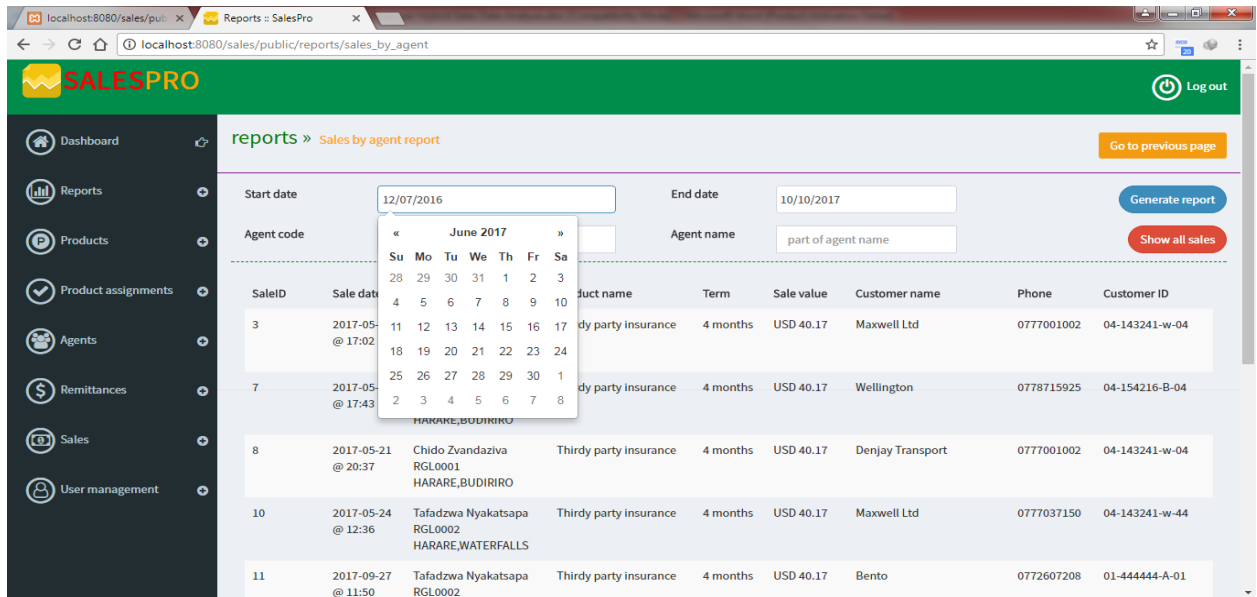 localhost:8080/sales/pub
Reports :: SalesPro
localhost:8080/sales/public/reports/sales_by_agent
20
SALESPRO
Log out
Dashboard
Reports
Products
Product assignments
Agents
Remittances
Sales
User management
reports » Sales by agent report
Go to previous page
Start date 12/07/2016 End date 10/10/2017 Generate report
Agent code Agent name part of agent name Show all sales
« June 2017 »
Su Mo Tu We Th Fr Sa
28 29 30 31 1 2 3
4 5 6 7 8 9 10
11 12 13 14 15 16 17
18 19 20 21 22 23 24
25 26 27 28 29 30 1
2 3 4 5 6 7 8
SaleID Sale date duct name Term Sale value Customer name Phone Customer ID
3 2017-05- dy party insurance 4 months USD 40.17 Maxwell Ltd 0777001002 04-143241-w-04
@ 17:02
7 2017-05- dy party insurance 4 months USD 40.17 Wellington 0778715925 04-154216-B-04
@ 17:43
HARARE,BUDIRIRO
8 2017-05-21 Chido Zvandaziva Thirdy party insurance 4 months USD 40.17 Denjay Transport 0777001002 04-143241-w-04
@ 20:37 RGL0001
HARARE,BUDIRIRO
10 2017-05-24 Tafadzwa Nyakatsapa Thirdy party insurance 4 months USD 40.17 Maxwell Ltd 0777037150 04-143241-w-44
@ 12:36 RGL0002
HARARE,WATERFALLS
11 2017-09-27 Tafadzwa Nyakatsapa Thirdy party insurance 4 months USD 40.17 Bento 0772607208 01-444444-A-01
@ 11:50 RGL0002